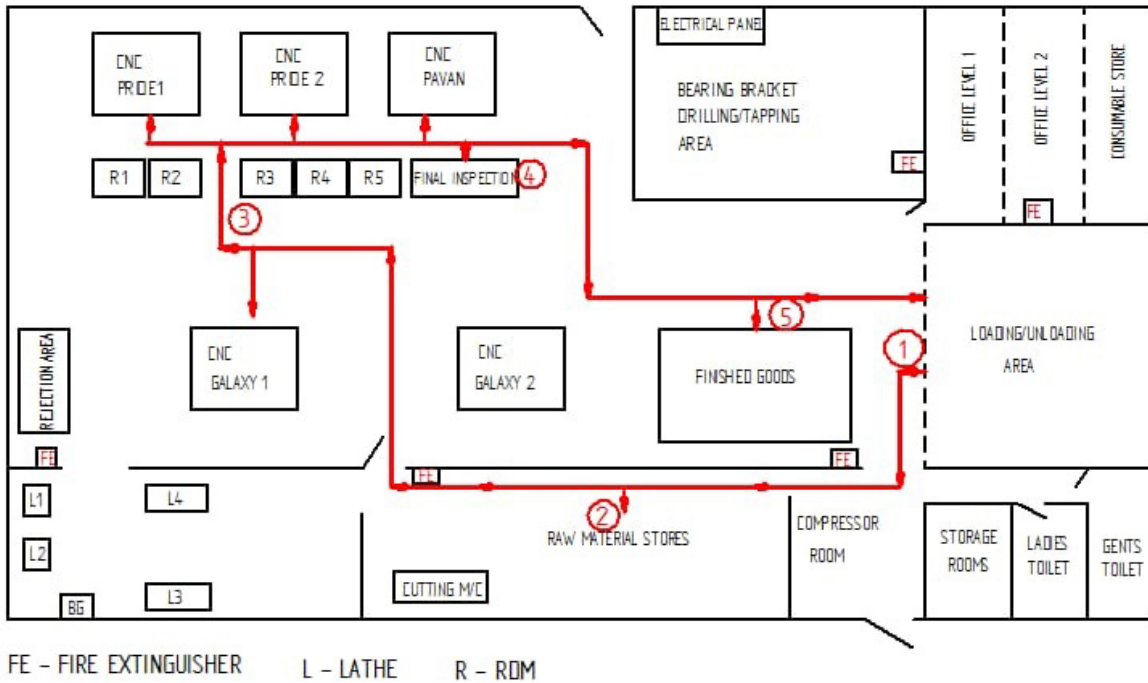 ELECTRICAL PANEL
CNC
PRIDE1
CNC
PRIDE 2
CNC
PAVAN
BEARING BRACKET
DRILLING/TAPPING
AREA
OFFICE LEVEL 1
OFFICE LEVEL 2
CONSUMABLE STORE
FE
R1
R2
R3
R4
R5
FINAL INSPECTION
4
3
FE
5
1
LOADING/UNLOADING
AREA
REJECTION AREA
CNC
GALAXY 1
CNC
GALAXY 2
FINISHED GOODS
FE
FE
FE
L1
L4
2
RAW MATERIAL STORES
COMPRESSOR
ROOM
STORAGE
ROOMS
LADIES
TOILET
GENTS
TOILET
L2
CUTTING M/C
BG
L3
FE - FIRE EXTINGUISHER
L - LATHE
R - RDM